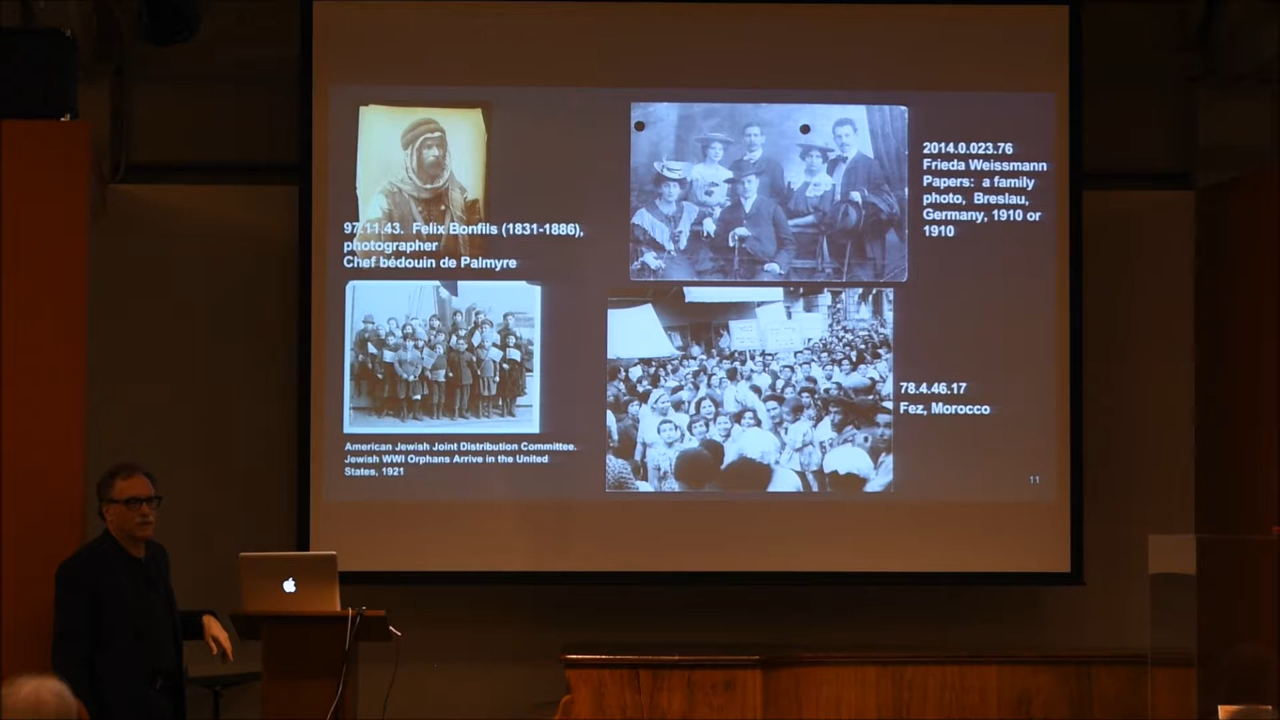 97.11.43. Felix Bonfils (1831-1886),
photographer
Chef bédouin de Palmyre
2014.0.023.76
Frieda Weissmann
Papers: a family
photo, Breslau,
Germany, 1910 or
1910
American Jewish Joint Distribution Committee.
Jewish WWI Orphans Arrive in the United
States, 1921
78.4.46.17
Fez, Morocco
11